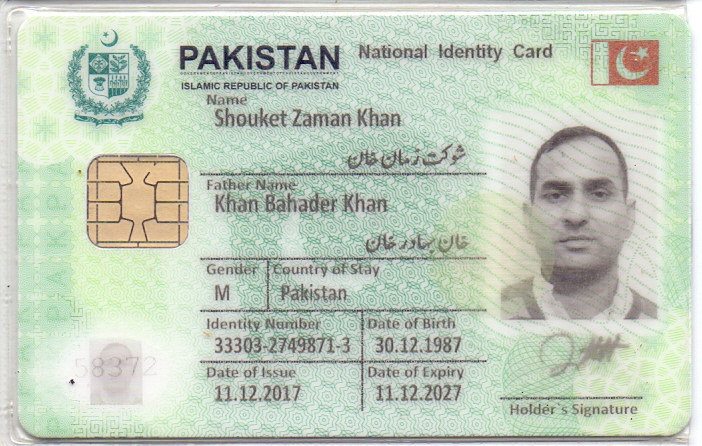 PAKISTAN National Identity Card
ISLAMIC REPUBLIC OF PAKISTAN
Name
Shouket Zaman Khan
شوکت زمان خان
Father Name
Khan Bahader Khan
خان بہادر خان
Gender Country of Stay
M Pakistan
Identity Number Date of Birth
33303-2749871-3 30.12.1987
Date of Issue Date of Expiry
11.12.2017 11.12.2027
58372
Holder's Signature